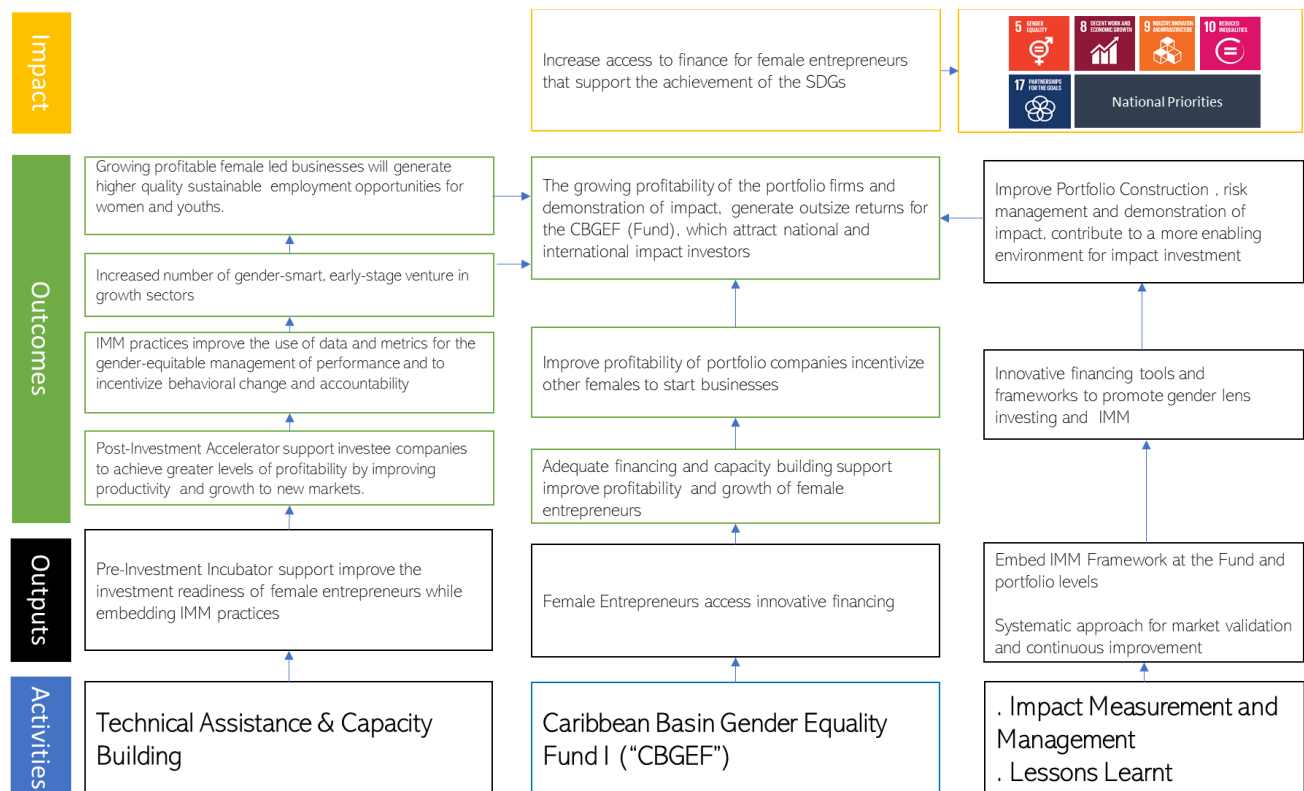 Impact
Increase access to finance for female entrepreneurs
that support the achievement of the SDGs
5 GENDER
EQUALITY
8 DECENT WORK AND
ECONOMIC GROWTH
9 INDUSTRY, INNOVATION
AND INFRASTRUCTURE
10 REDUCED
INEQUALITIES
17 PARTNERSHIPS
FOR THE GOALS
National Priorities
Outcomes
Growing profitable female led businesses will generate
higher quality sustainable employment opportunities for
women and youths.
The growing profitability of the portfolio firms and
demonstration of impact, generate outsize returns for
the CBGEF (Fund), which attract national and
international impact investors
Improve Portfolio Construction , risk
management and demonstration of
impact, contribute to a more enabling
environment for impact investment
Increased number of gender-smart, early-stage venture in
growth sectors
IMM practices improve the use of data and metrics for the
gender-equitable management of performance and to
incentivize behavioral change and accountability
Improve profitability of portfolio companies incentivize
other females to start businesses
Innovative financing tools and
frameworks to promote gender lens
investing and IMM
Post-Investment Accelerator support investee companies
to achieve greater levels of profitability by improving
productivity and growth to new markets.
Adequate financing and capacity building support
improve profitability and growth of female
entrepreneurs
Outputs
Pre-Investment Incubator support improve the
investment readiness of female entrepreneurs while
embedding IMM practices
Female Entrepreneurs access innovative financing
Embed IMM Framework at the Fund and
portfolio levels
Systematic approach for market validation
and continuous improvement
Activities
Technical Assistance & Capacity
Building
Caribbean Basin Gender Equality
Fund I (“CBGEF”)
. Impact Measurement and
Management
. Lessons Learnt